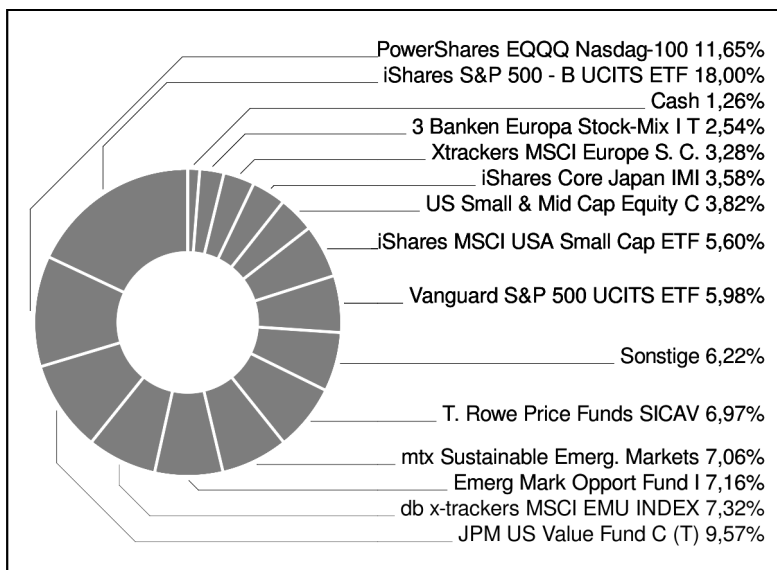 PowerShares EQQQ Nasdag-100 11,65%
iShares S&P 500 - B UCITS ETF 18,00%
Cash 1,26%
3 Banken Europa Stock-Mix I T 2,54%
Xtrackers MSCI Europe S. C. 3,28%
iShares Core Japan IMI 3,58%
US Small & Mid Cap Equity C 3,82%
iShares MSCI USA Small Cap ETF 5,60%
Vanguard S&P 500 UCITS ETF 5,98%
Sonstige 6,22%
T. Rowe Price Funds SICAV 6,97%
mtx Sustainable Emerg. Markets 7,06%
Emerg Mark Opport Fund I 7,16%
db x-trackers MSCI EMU INDEX 7,32%
JPM US Value Fund C (T) 9,57%